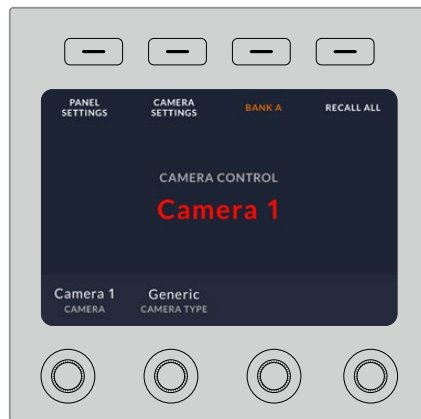 PANEL
SETTINGS
CAMERA
SETTINGS
BANK A
RECALL ALL
CAMERA CONTROL
Camera 1
Camera 1
CAMERA
Generic
CAMERA TYPE